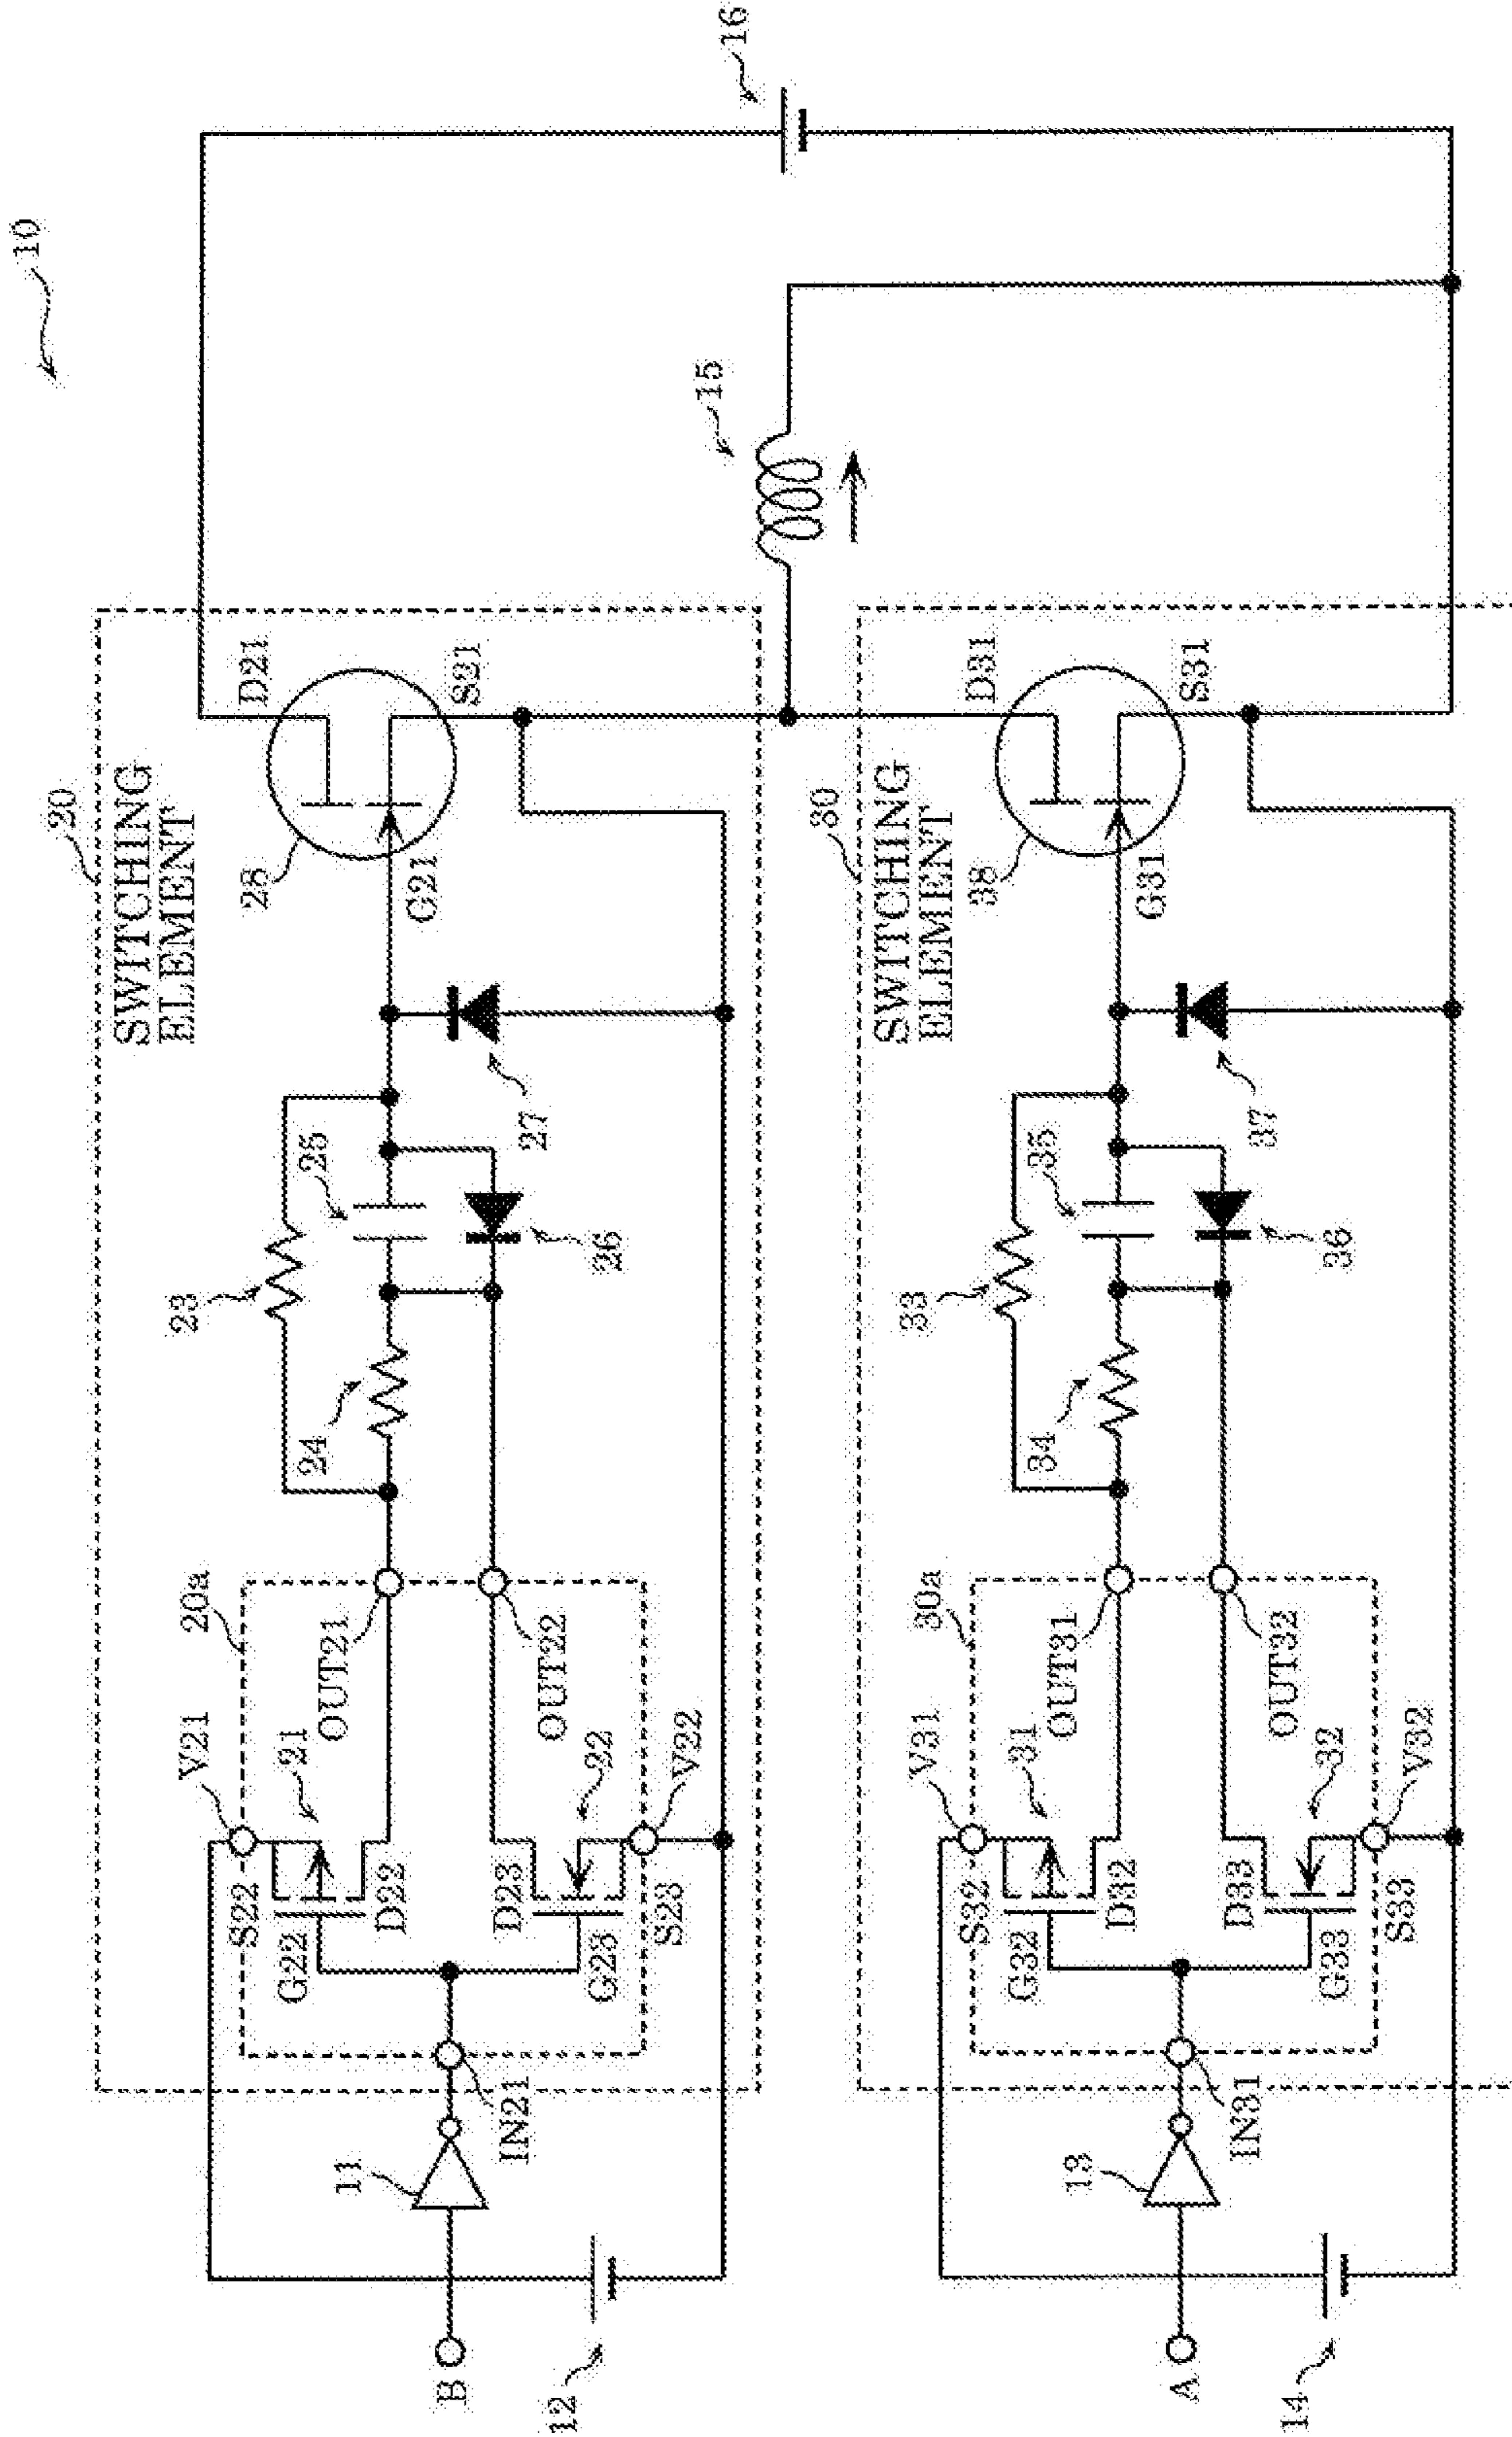 10
20
SWITCHING
ELEMENT
20a
V21
S22
21
G22
D22
OUT21
OUT22
D23
22
G23
S23
V22
23
24
25
26
27
28
D21
G21
S21
B
11
IN21
12
15
16
30
SWITCHING
ELEMENT
30a
V31
S32
31
G32
D32
OUT31
OUT32
D33
32
G33
S33
V32
33
34
35
36
37
38
D31
G31
S31
A
13
IN31
14